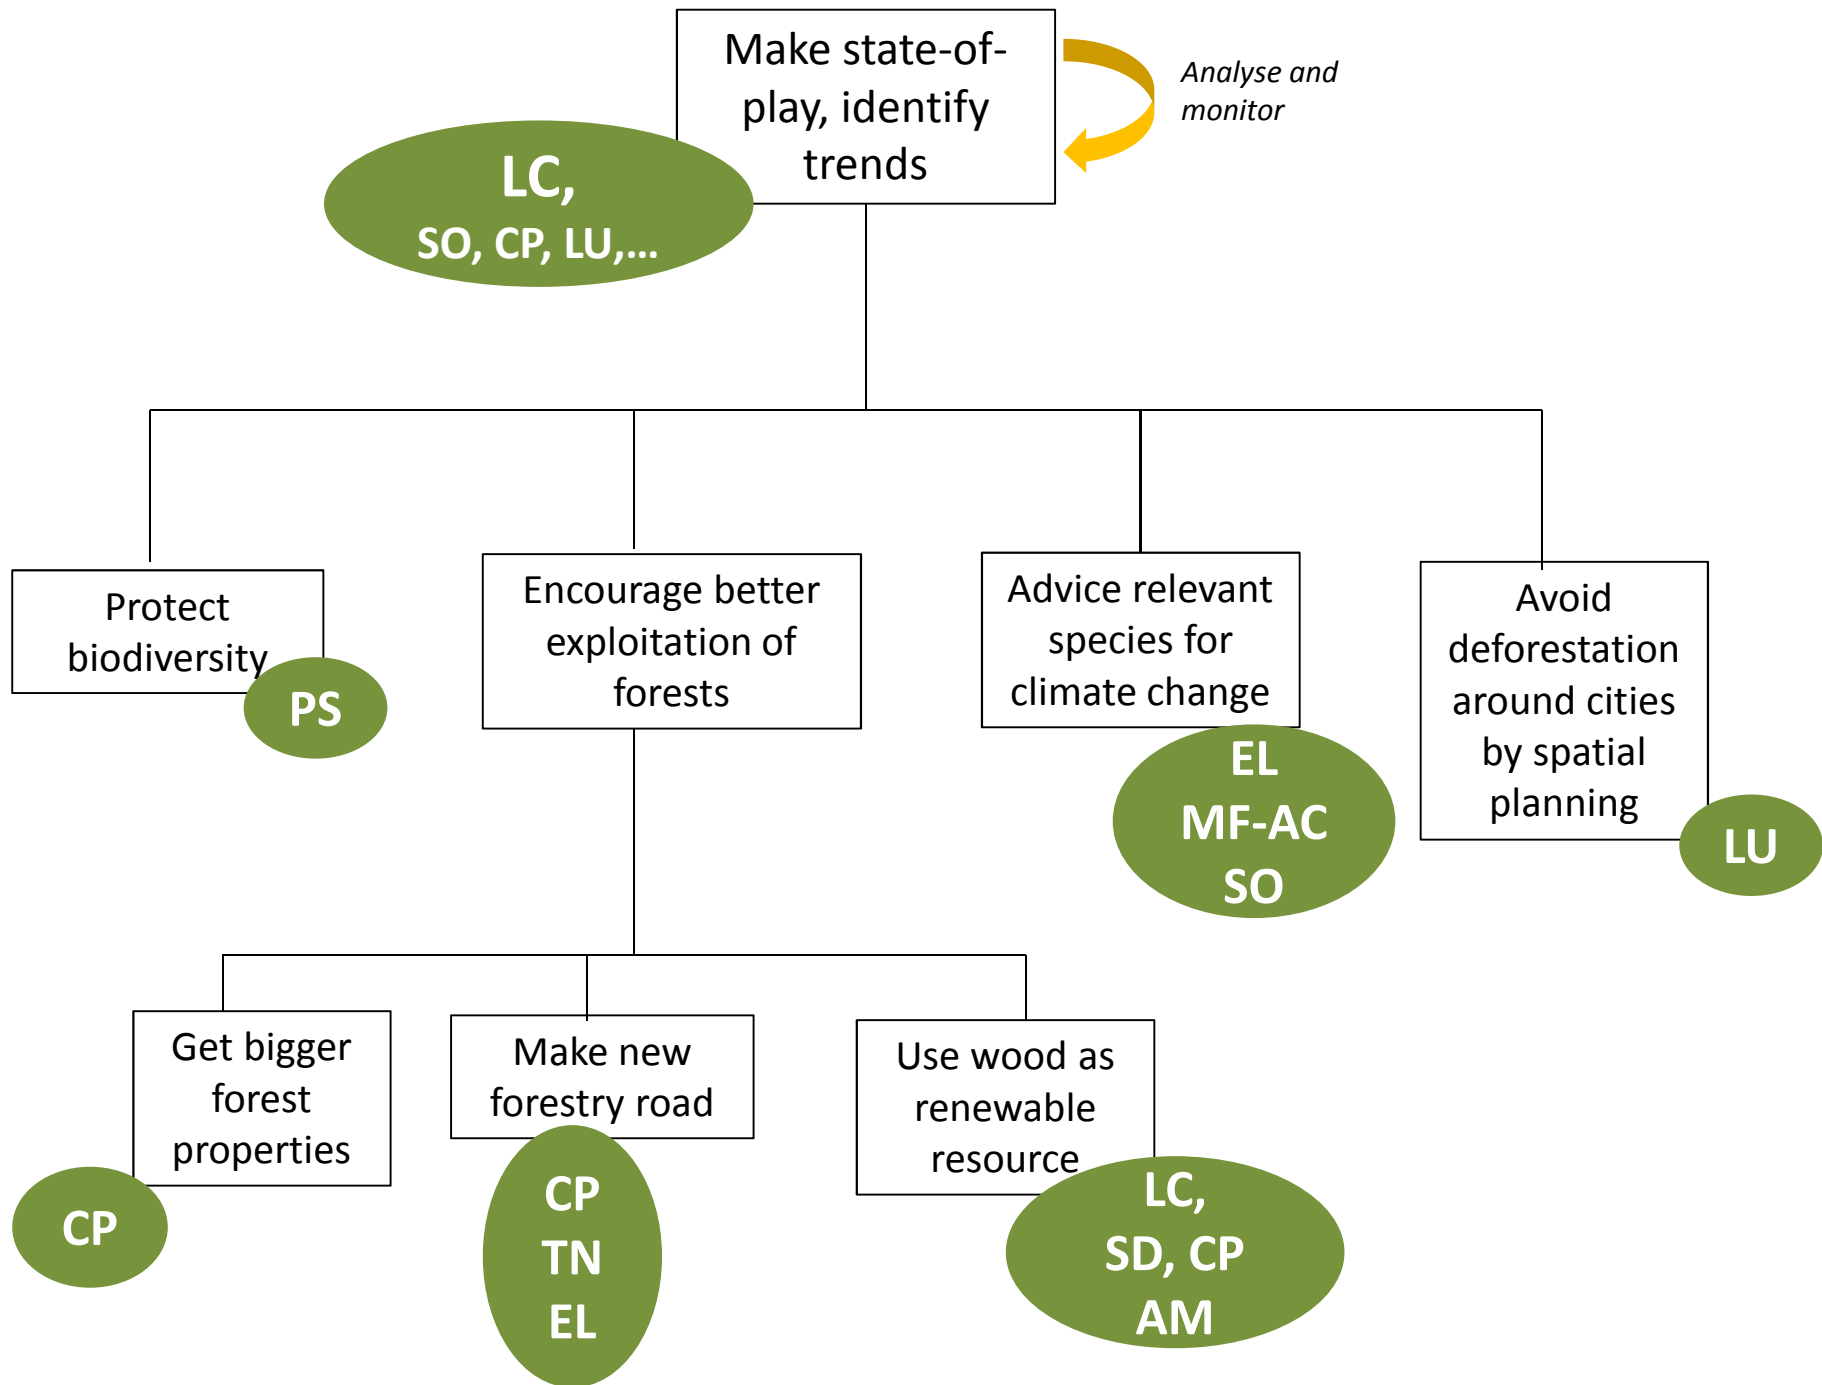 Make state-of-
play, identify
trends
Analyse and
monitor
LC,
SO, CP, LU,...
Protect
biodiversity
PS
Encourage better
exploitation of
forests
Advice relevant
species for
climate change
EL
MF-AC
SO
Avoid
deforestation
around cities
by spatial
planning
LU
Get bigger
forest
properties
CP
Make new
forestry road
CP
TN
EL
Use wood as
renewable
resource
LC,
SD, CP
AM